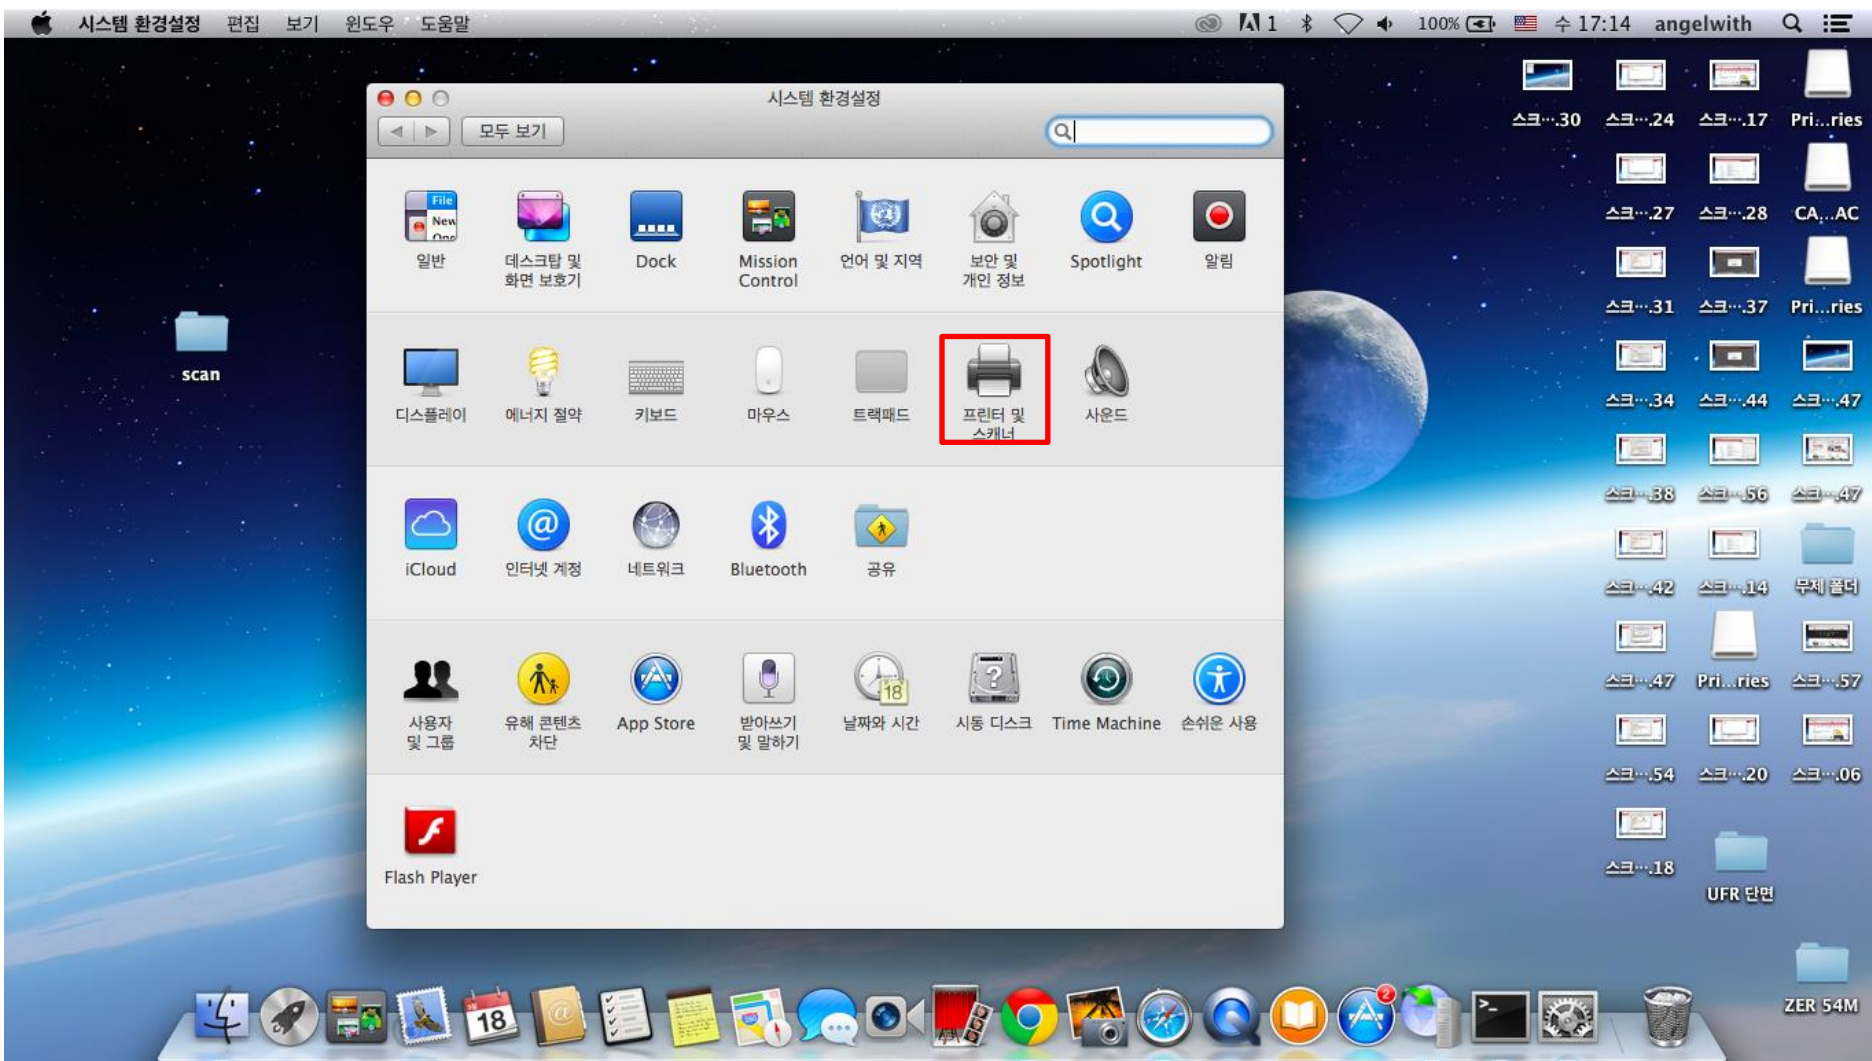 시스템 환경설정 편집 보기 윈도우 도움말 1 100% 수 17:14 angelwith
시스템 환경설정
모두 보기
File
New
일반
데스크탑 및
화면 보호기
Dock
Mission
Control
언어 및 지역
보안 및
개인 정보
Spotlight
알림
디스플레이
에너지 절약
키보드
마우스
트랙패드
프린터 및
스캐너
사운드
iCloud
인터넷 계정
네트워크
Bluetooth
공유
사용자
및 그룹
유해 콘텐츠
차단
App Store
받아쓰기
및 말하기
18
날짜와 시간
?
시동 디스크
Time Machine
손쉬운 사용
Flash Player
scan
스크….30 스크….24 스크….17 Pri...ries
스크….27 스크….28 CA...AC
스크….31 스크….37 Pri...ries
스크….34 스크….44 스크….47
스크….38 스크….56 스크….47
스크….42 스크….14 무제 폴더
스크….47 Pri...ries 스크….57
스크….54 스크….20 스크….06
스크….18
UFR 단면
ZER 54M
18
2